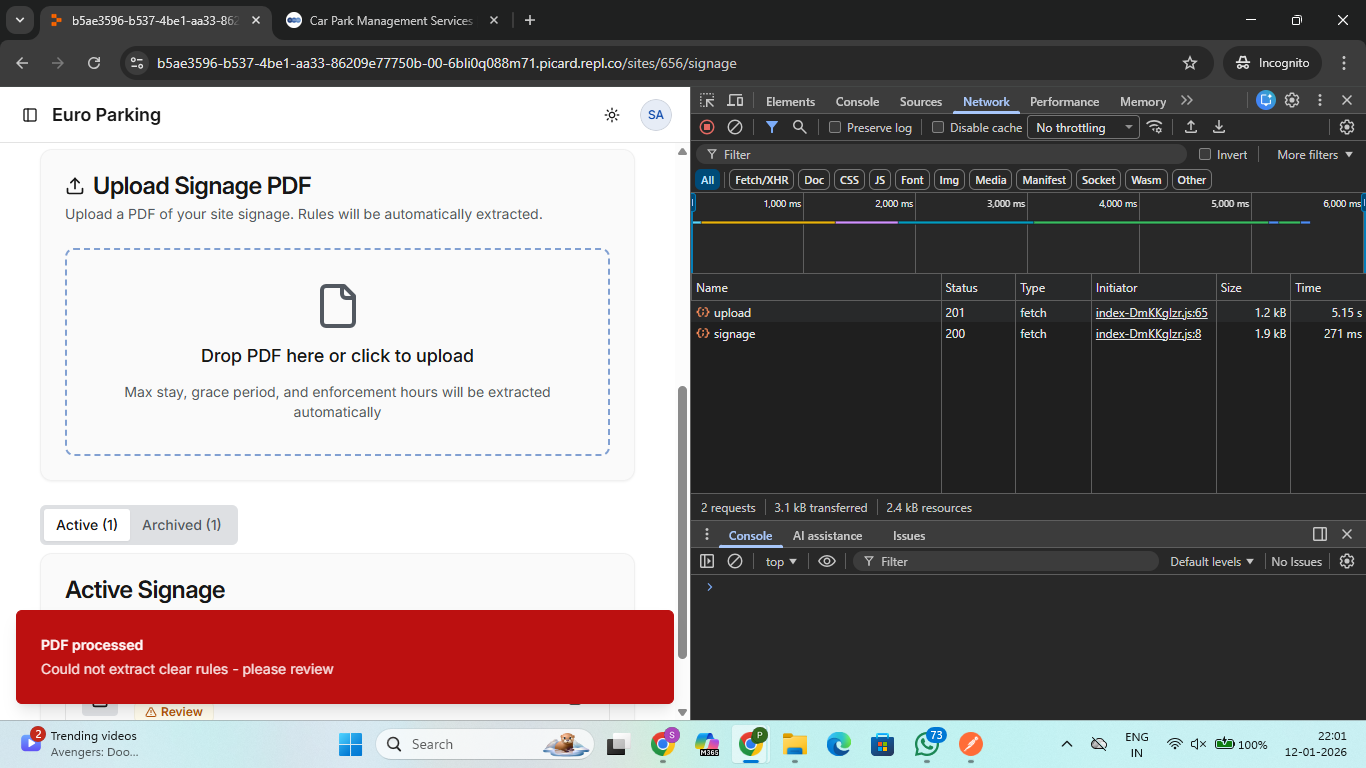 b5ae3596-b537-4be1-aa33-862
Car Park Management Services
b5ae3596-b537-4be1-aa33-86209e77750b-00-6bli0q088m71.picard.repl.co/sites/656/signage
Incognito
Euro Parking
SA
Upload Signage PDF
Upload a PDF of your site signage. Rules will be automatically extracted.
Drop PDF here or click to upload
Max stay, grace period, and enforcement hours will be extracted
automatically
Active (1)
Archived (1)
Active Signage
PDF processed
Could not extract clear rules - please review
Review
Elements
Console
Sources
Network
Performance
Memory
Preserve log
Disable cache
No throttling
Filter
Invert
More filters
All
Fetch/XHR
Doc
CSS
JS
Font
Img
Media
Manifest
Socket
Wasm
Other
1,000 ms
2,000 ms
3,000 ms
4,000 ms
5,000 ms
6,000 ms
Name Status Type Initiator Size Time
upload 201 fetch index-DmKKglzr.js:65 1.2 kB 5.15 s
signage 200 fetch index-DmKKglzr.js:8 1.9 kB 271 ms
2 requests
3.1 kB transferred
2.4 kB resources
Console
AI assistance
Issues
top
Filter
Default levels
No Issues
2
Trending videos
Avengers: Doo...
Search
S
M365
P
73
ENG
IN
100%
22:01
12-01-2026